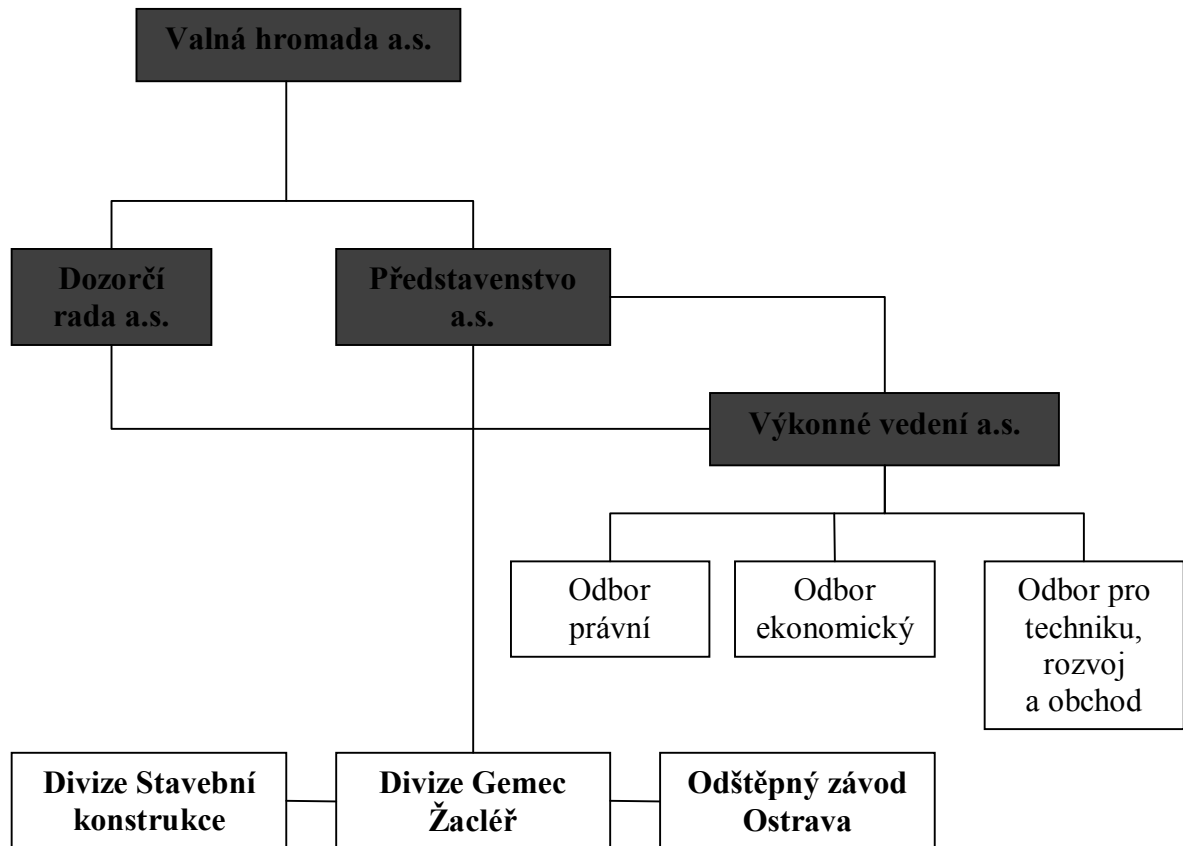 Valná hromada a.s.
Dozorčí
rada a.s.
Představenstvo
a.s.
Výkonné vedení a.s.
Odbor
právní
Odbor
ekonomický
Odbor pro
techniku,
rozvoj
a obchod
Divize Stavební
konstrukce
Divize Gemec
Žacléř
Odštěpný závod
Ostrava